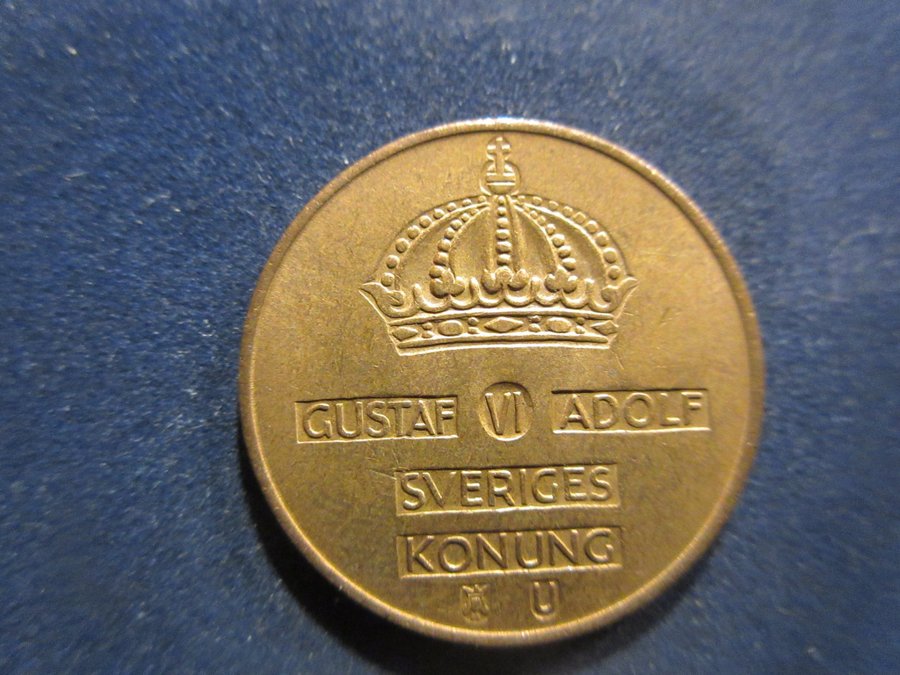 GUSTAF VI ADOLF
SVERIGES
KONUNG
U